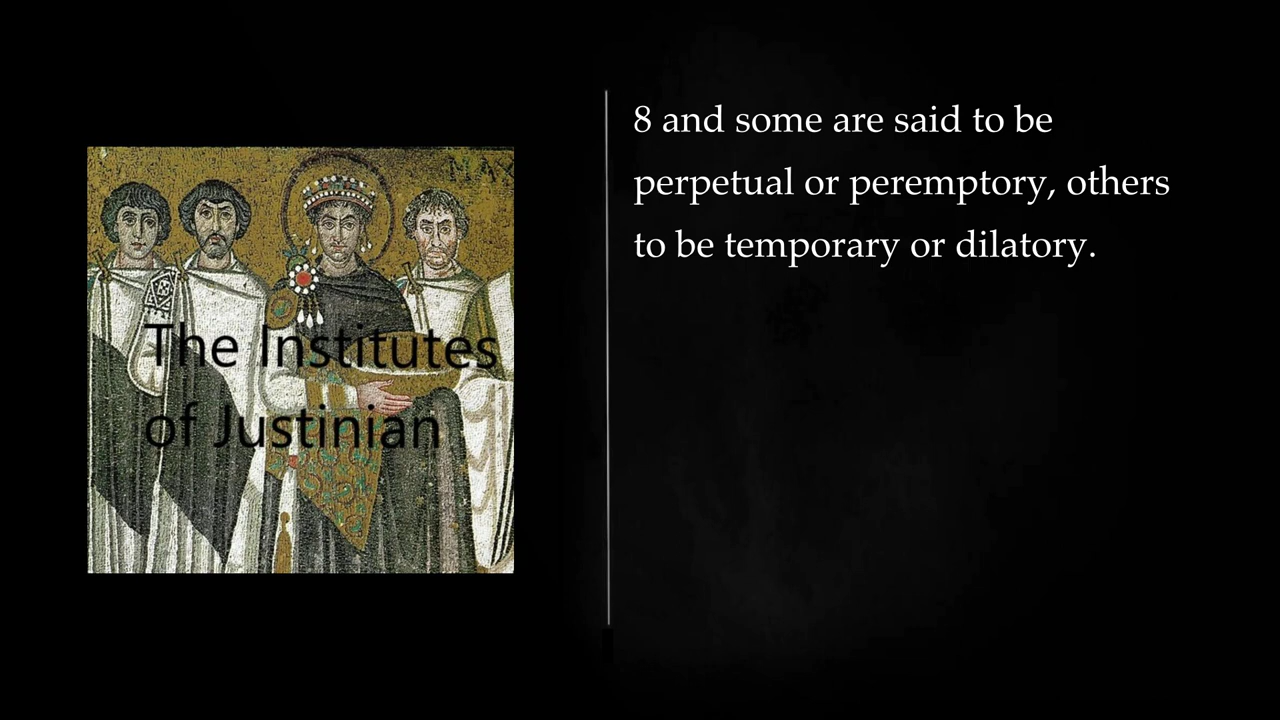 MAX
The Institutes
of Justinian
8 and some are said to be
perpetual or peremptory, others
to be temporary or dilatory.